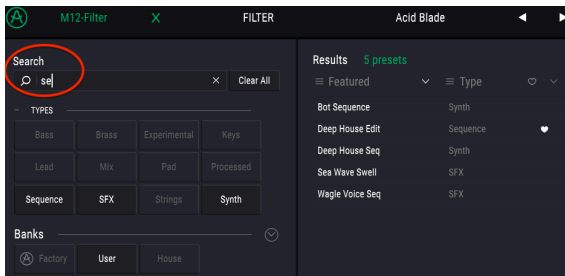 M12-Filter X FILTER Acid Blade
Search
se × Clear All
TYPES
Bass Brass Experimental Keys
Lead Mix Pad Processed
Sequence SFX Strings Synth
Banks
Factory User House
Results 5 presets
Featured Type
Bot Sequence Synth
Deep House Edit Sequence
Deep House Seq Synth
Sea Wave Swell SFX
Wagle Voice Seq SFX